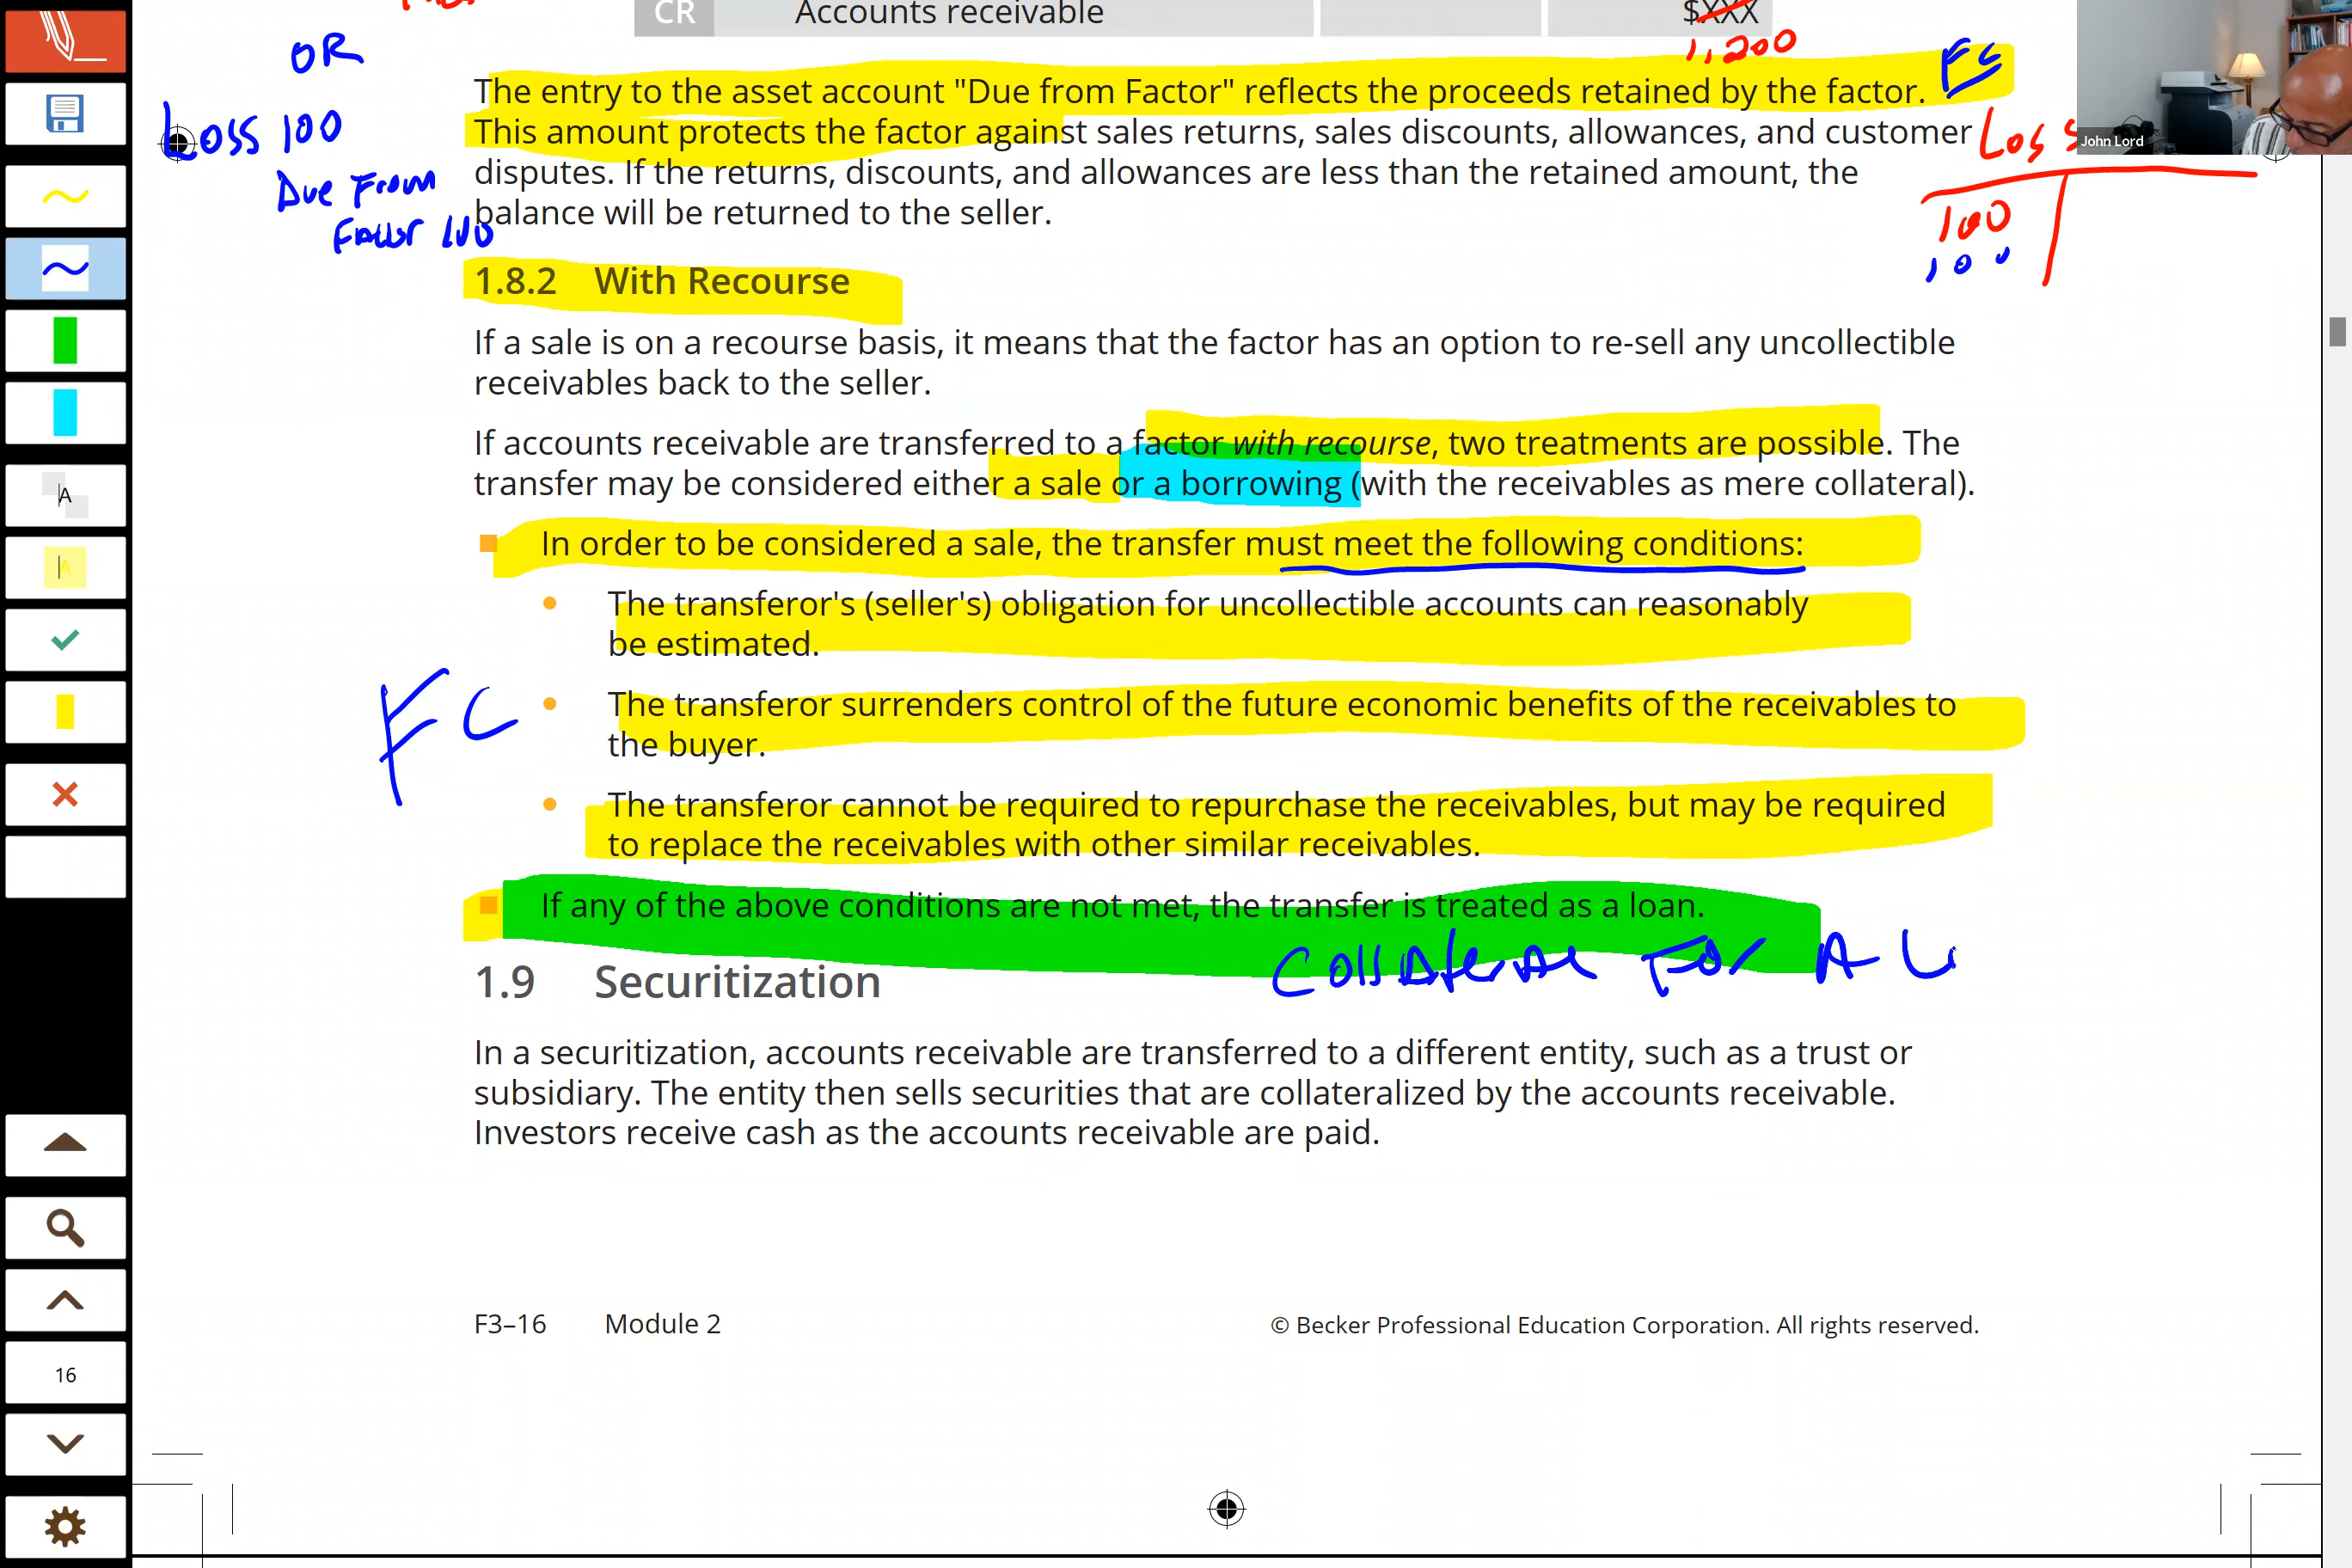 CR Accounts receivable $XXX
1,200
OR
The entry to the asset account "Due from Factor" reflects the proceeds retained by the factor.
Loss 100
This amount protects the factor against sales returns, sales discounts, allowances, and customer
Loss
John Lord
Due From
disputes. If the returns, discounts, and allowances are less than the retained amount, the
Factor 100
balance will be returned to the seller.
100
100
1.8.2 With Recourse
If a sale is on a recourse basis, it means that the factor has an option to re-sell any uncollectible
receivables back to the seller.
If accounts receivable are transferred to a factor with recourse, two treatments are possible. The
transfer may be considered either a sale or a borrowing (with the receivables as mere collateral).
In order to be considered a sale, the transfer must meet the following conditions:
The transferor's (seller's) obligation for uncollectible accounts can reasonably
be estimated.
FC
The transferor surrenders control of the future economic benefits of the receivables to
the buyer.
The transferor cannot be required to repurchase the receivables, but may be required
to replace the receivables with other similar receivables.
If any of the above conditions are not met, the transfer is treated as a loan.
Collateral For A L
1.9 Securitization
In a securitization, accounts receivable are transferred to a different entity, such as a trust or
subsidiary. The entity then sells securities that are collateralized by the accounts receivable.
Investors receive cash as the accounts receivable are paid.
F3–16 Module 2 © Becker Professional Education Corporation. All rights reserved.
16